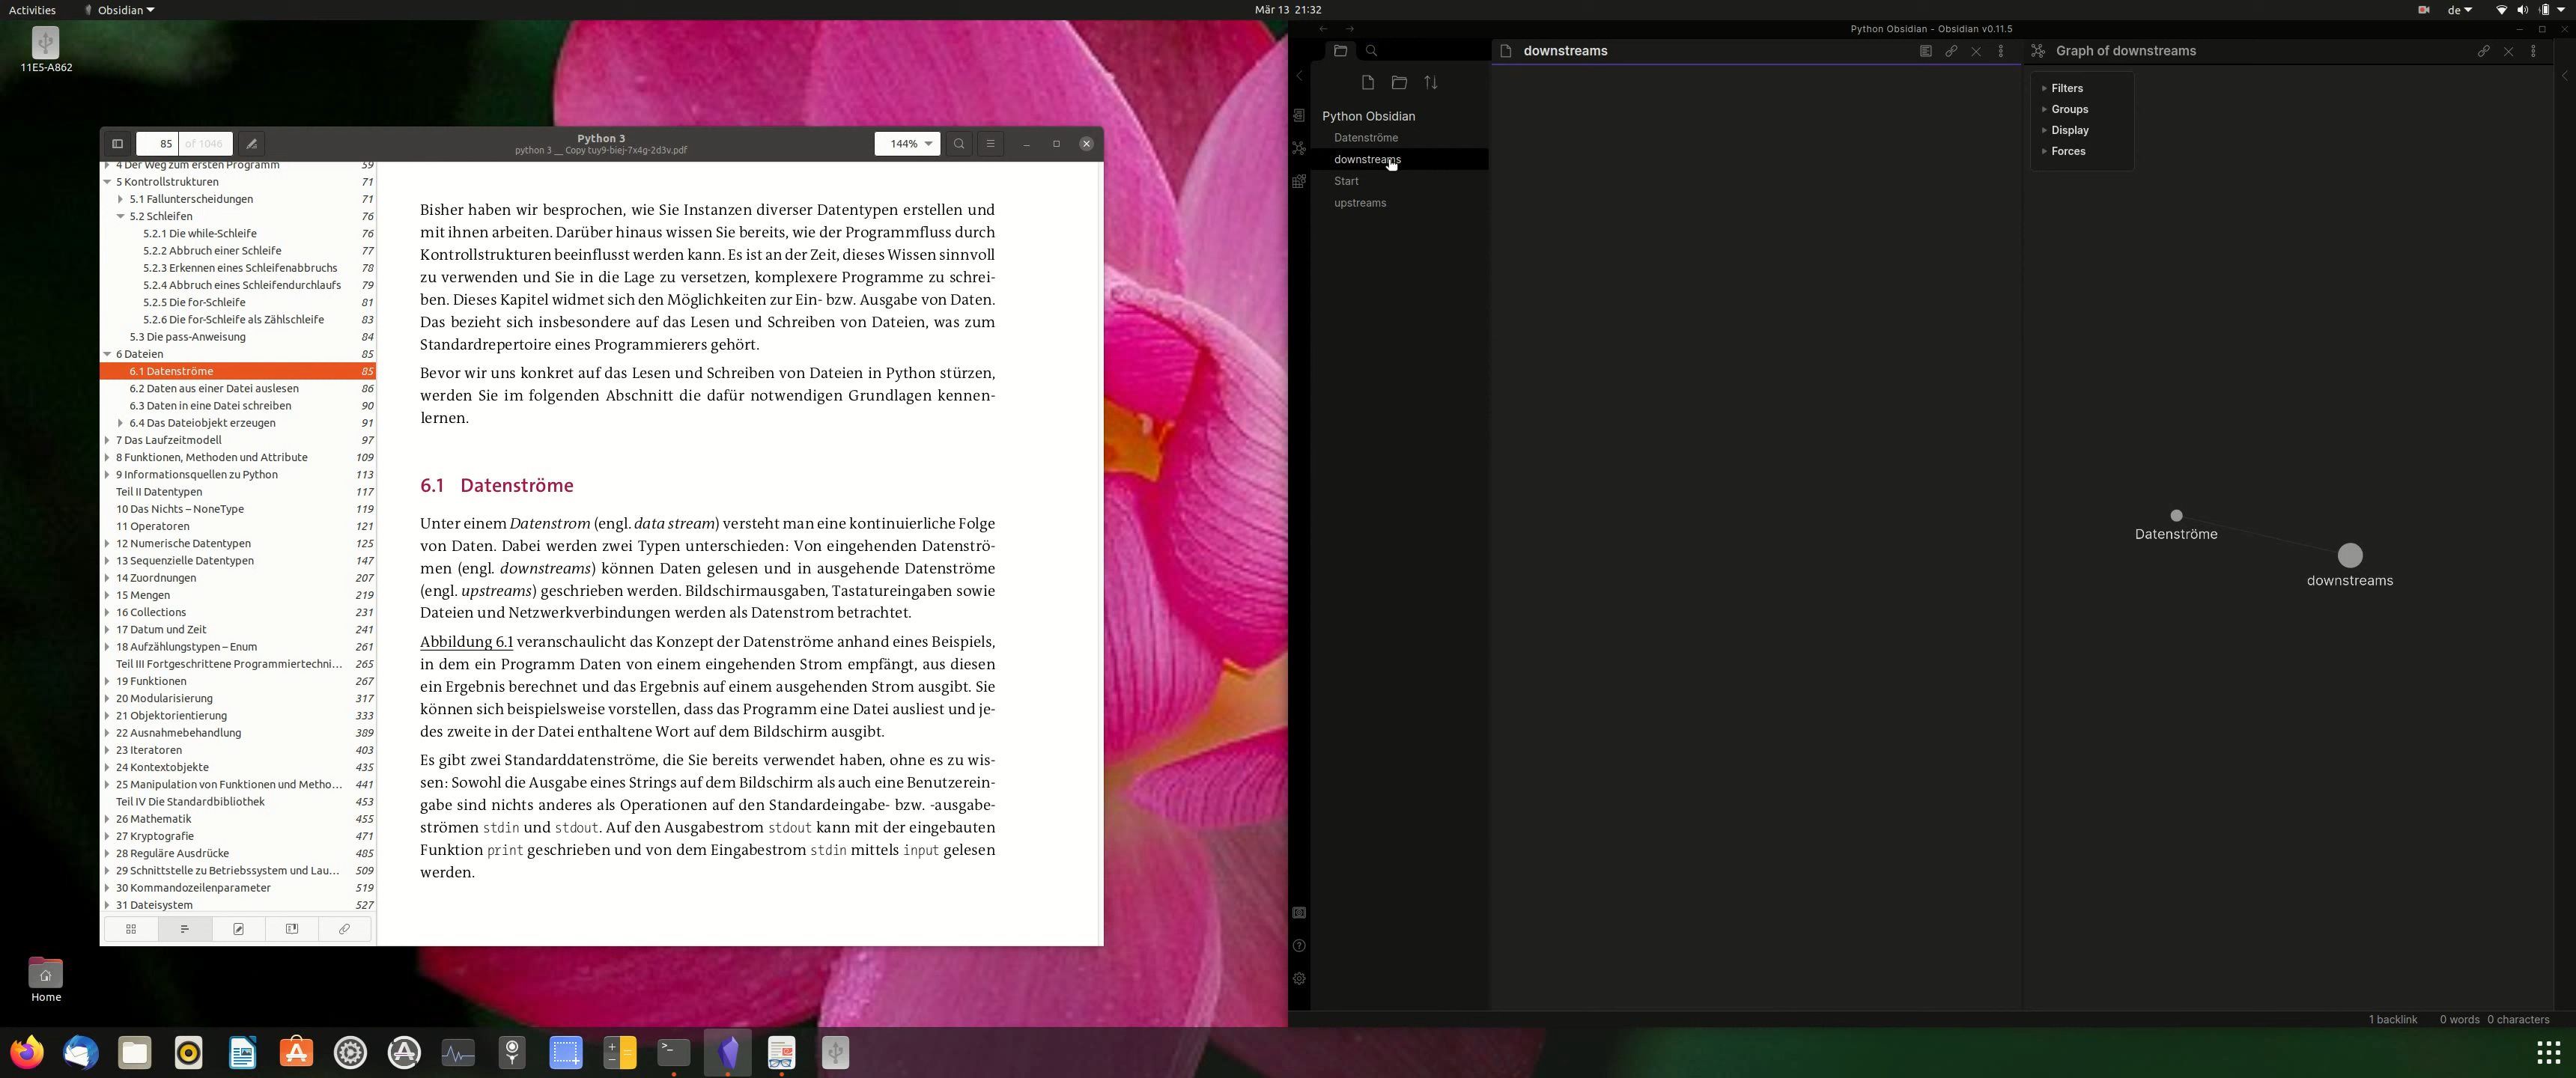 Activities
Obsidian
Mär 13 21:32
de
11E5-A862
Python 3
python 3 __ Copy tuy9-biej-7x4g-2d3v.pdf
85 of 1046
144%
4 Der Weg zum ersten Programm 59
5 Kontrollstrukturen 71
5.1 Fallunterscheidungen 71
5.2 Schleifen 76
5.2.1 Die while-Schleife 76
5.2.2 Abbruch einer Schleife 77
5.2.3 Erkennen eines Schleifenabbruchs 78
5.2.4 Abbruch eines Schleifendurchlaufs 79
5.2.5 Die for-Schleife 81
5.2.6 Die for-Schleife als Zählschleife 83
5.3 Die pass-Anweisung 84
6 Dateien 85
6.1 Datenströme 85
6.2 Daten aus einer Datei auslesen 86
6.3 Daten in eine Datei schreiben 90
6.4 Das Dateiobjekt erzeugen 91
7 Das Laufzeitmodell 97
8 Funktionen, Methoden und Attribute 109
9 Informationsquellen zu Python 113
Teil II Datentypen 117
10 Das Nichts – NoneType 119
11 Operatoren 121
12 Numerische Datentypen 125
13 Sequenzielle Datentypen 147
14 Zuordnungen 207
15 Mengen 219
16 Collections 231
17 Datum und Zeit 241
18 Aufzählungstypen – Enum 261
Teil III Fortgeschrittene Programmiertechni... 265
19 Funktionen 267
20 Modularisierung 317
21 Objektorientierung 333
22 Ausnahmebehandlung 389
23 Iteratoren 403
24 Kontextobjekte 435
25 Manipulation von Funktionen und Metho... 441
Teil IV Die Standardbibliothek 453
26 Mathematik 455
27 Kryptografie 471
28 Reguläre Ausdrücke 485
29 Schnittstelle zu Betriebssystem und Lau... 509
30 Kommandozeilenparameter 519
31 Dateisystem 527
Bisher haben wir besprochen, wie Sie Instanzen diverser Datentypen erstellen und
mit ihnen arbeiten. Darüber hinaus wissen Sie bereits, wie der Programmfluss durch
Kontrollstrukturen beeinflusst werden kann. Es ist an der Zeit, dieses Wissen sinnvoll
zu verwenden und Sie in die Lage zu versetzen, komplexere Programme zu schrei-
ben. Dieses Kapitel widmet sich den Möglichkeiten zur Ein- bzw. Ausgabe von Daten.
Das bezieht sich insbesondere auf das Lesen und Schreiben von Dateien, was zum
Standardrepertoire eines Programmierers gehört.
Bevor wir uns konkret auf das Lesen und Schreiben von Dateien in Python stürzen,
werden Sie im folgenden Abschnitt die dafür notwendigen Grundlagen kennen-
lernen.
6.1 Datenströme
Unter einem Datenstrom (engl. data stream) versteht man eine kontinuierliche Folge
von Daten. Dabei werden zwei Typen unterschieden: Von eingehenden Datenströ-
men (engl. downstreams) können Daten gelesen und in ausgehende Datenströme
(engl. upstreams) geschrieben werden. Bildschirmausgaben, Tastatureingaben sowie
Dateien und Netzwerkverbindungen werden als Datenstrom betrachtet.
Abbildung 6.1 veranschaulicht das Konzept der Datenströme anhand eines Beispiels,
in dem ein Programm Daten von einem eingehenden Strom empfängt, aus diesen
ein Ergebnis berechnet und das Ergebnis auf einem ausgehenden Strom ausgibt. Sie
können sich beispielsweise vorstellen, dass das Programm eine Datei ausliest und je-
des zweite in der Datei enthaltene Wort auf dem Bildschirm ausgibt.
Es gibt zwei Standarddatenströme, die Sie bereits verwendet haben, ohne es zu wis-
sen: Sowohl die Ausgabe eines Strings auf dem Bildschirm als auch eine Benutzerein-
gabe sind nichts anderes als Operationen auf den Standardeingabe- bzw. -ausgabe-
strömen stdin und stdout. Auf den Ausgabestrom stdout kann mit der eingebauten
Funktion print geschrieben und von dem Eingabestrom stdin mittels input gelesen
werden.
Home
Python Obsidian - Obsidian v0.11.5
downstreams
Graph of downstreams
Python Obsidian
Datenströme
downstreams
Start
upstreams
Filters
Groups
Display
Forces
Datenströme
downstreams
1 backlink 0 words 0 characters